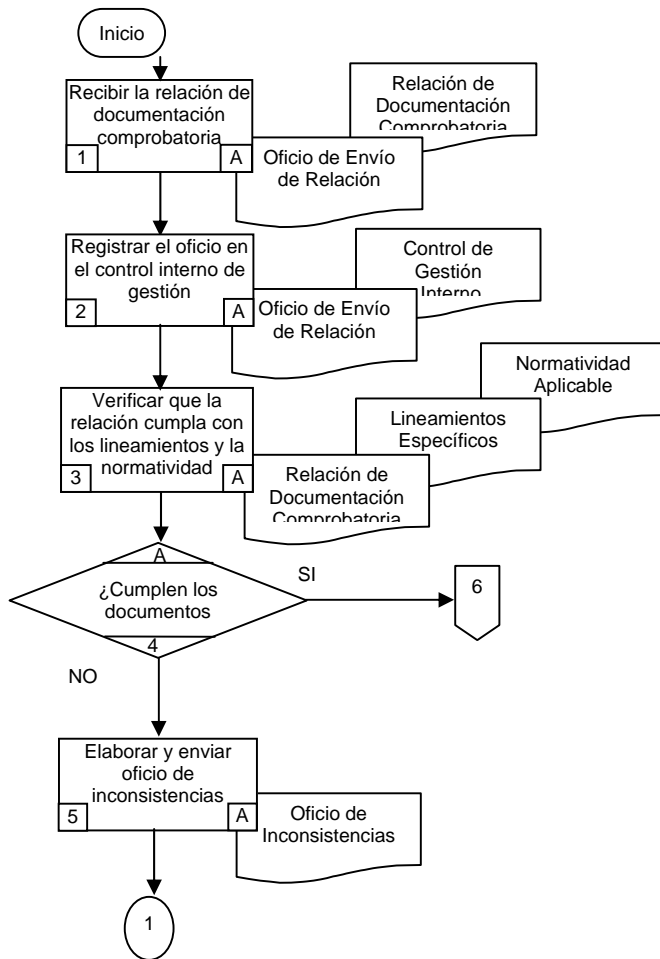 Inicio
Recibir la relación de
documentación
comprobatoria
1
A
Relación de
Documentación
Comprobatoria
Oficio de Envío
de Relación
Registrar el oficio en
el control interno de
gestión
2
A
Control de
Gestión
Interno
Oficio de Envío
de Relación
Verificar que la
relación cumpla con
los lineamientos y la
normatividad
3
A
Normatividad
Aplicable
Lineamientos
Específicos
Relación de
Documentación
Comprobatoria
A
¿Cumplen los
documentos
4
SI
6
NO
Elaborar y enviar
oficio de
inconsistencias
5
A
Oficio de
Inconsistencias
1